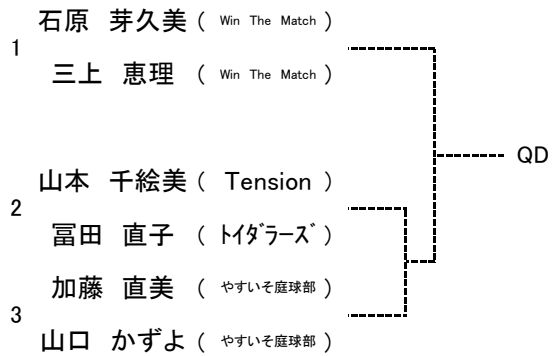 1
石原 芽久美 ( Win The Match )
三上 恵理 ( Win The Match )
QD
2
山本 千絵美 ( Tension )
冨田 直子 ( ﾄｲﾀﾞﾗｰｽﾞ )
3
加藤 直美 ( やすいそ庭球部 )
山口 かずよ ( やすいそ庭球部 )